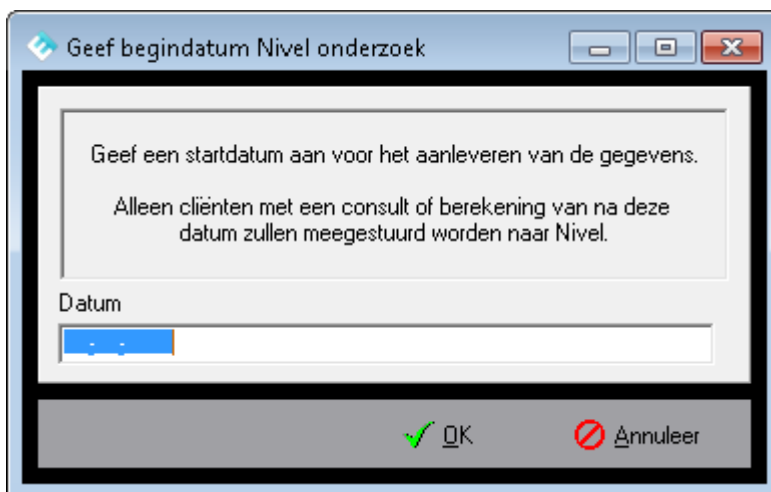 Geef begindatum Nivel onderzoek
Geef een startdatum aan voor het aanleveren van de gegevens.
Alleen cliënten met een consult of berekening van na deze
datum zullen meegestuurd worden naar Nivel.
Datum
- -
OK
Annuleer